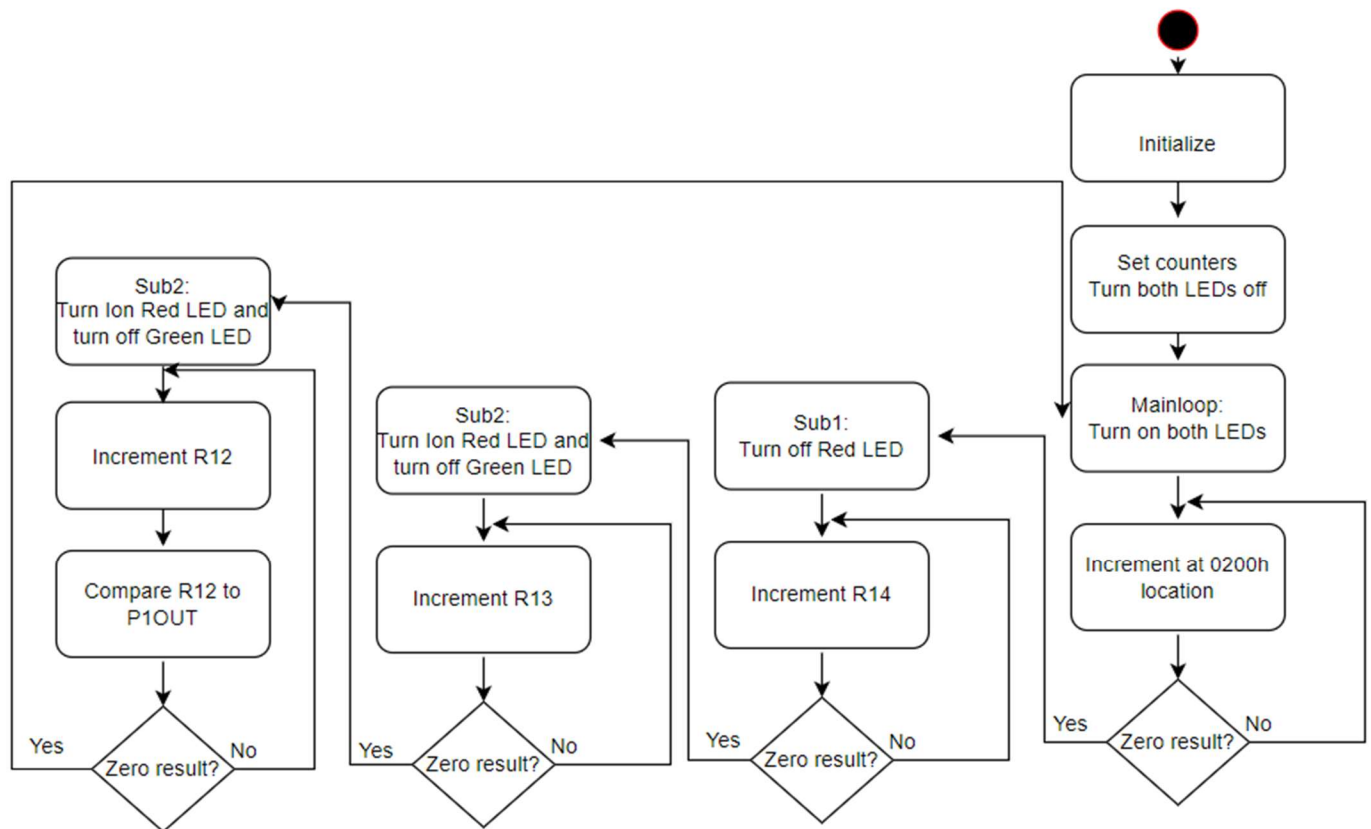 Initialize
Set counters
Turn both LEDs off
Mainloop:
Turn on both LEDs
Increment at 0200h
location
Zero result?
Yes
No
Sub1:
Turn off Red LED
Increment R14
Zero result?
Yes
No
Sub2:
Turn Ion Red LED and
turn off Green LED
Increment R13
Zero result?
Yes
No
Sub2:
Turn Ion Red LED and
turn off Green LED
Increment R12
Compare R12 to
P1OUT
Zero result?
Yes
No